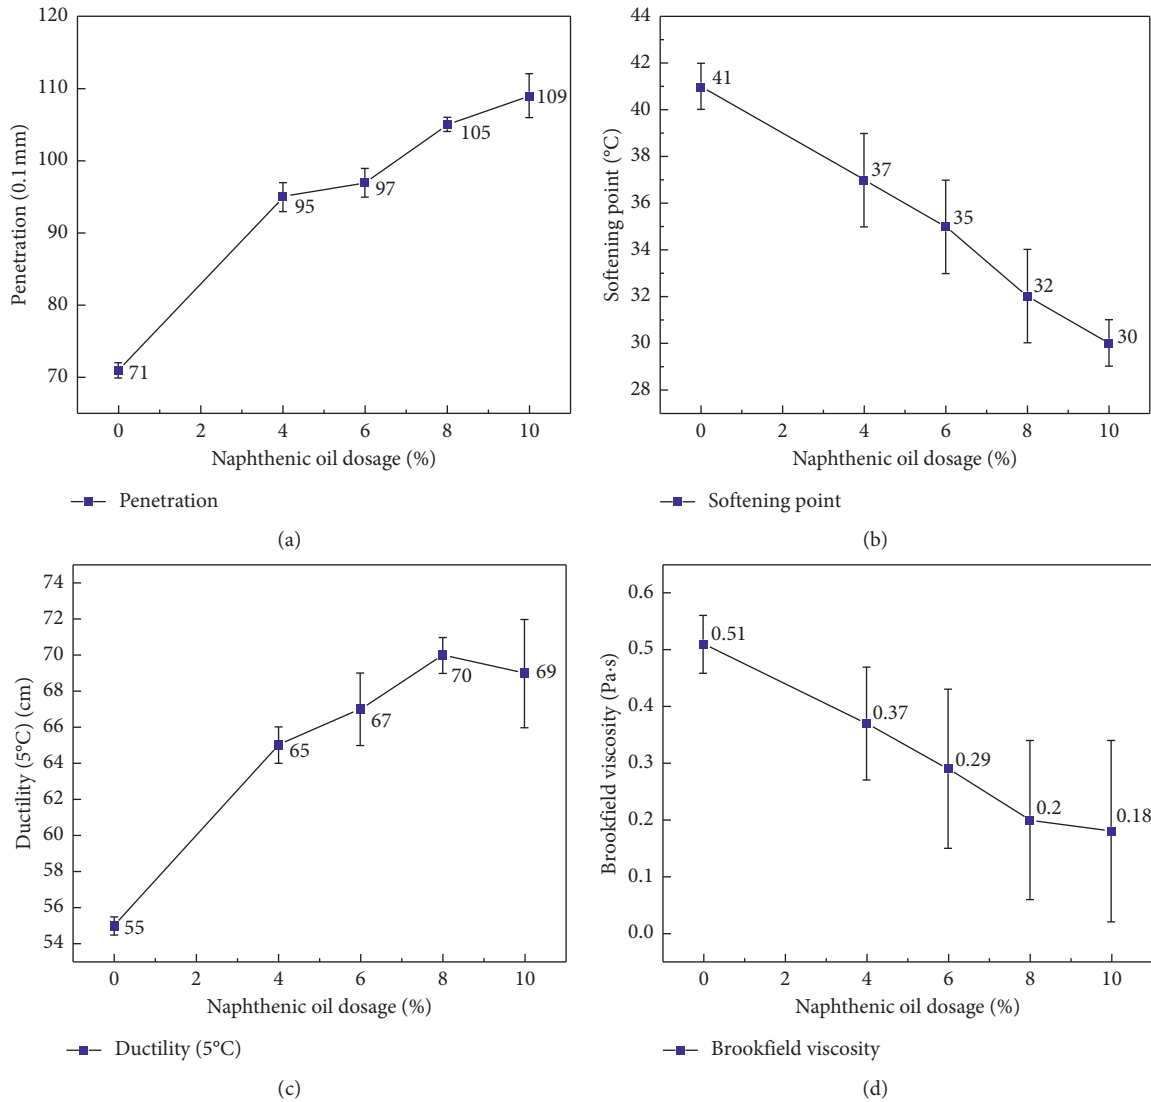 120
110
100
90
80
70
Penetration (0.1 mm)
71
95
97
105
109
0 2 4 6 8 10
Naphthenic oil dosage (%)
Penetration
(a)
44
42
40
38
36
34
32
30
28
Softening point (°C)
41
37
35
32
30
0 2 4 6 8 10
Naphthenic oil dosage (%)
Softening point
(b)
74
72
70
68
66
64
62
60
58
56
54
Ductility (5°C) (cm)
55
65
67
70
69
0 2 4 6 8 10
Naphthenic oil dosage (%)
Ductility (5°C)
(c)
0.6
0.5
0.4
0.3
0.2
0.1
0.0
Brookfield viscosity (Pa·s)
0.51
0.37
0.29
0.2
0.18
0 2 4 6 8 10
Naphthenic oil dosage (%)
Brookfield viscosity
(d)